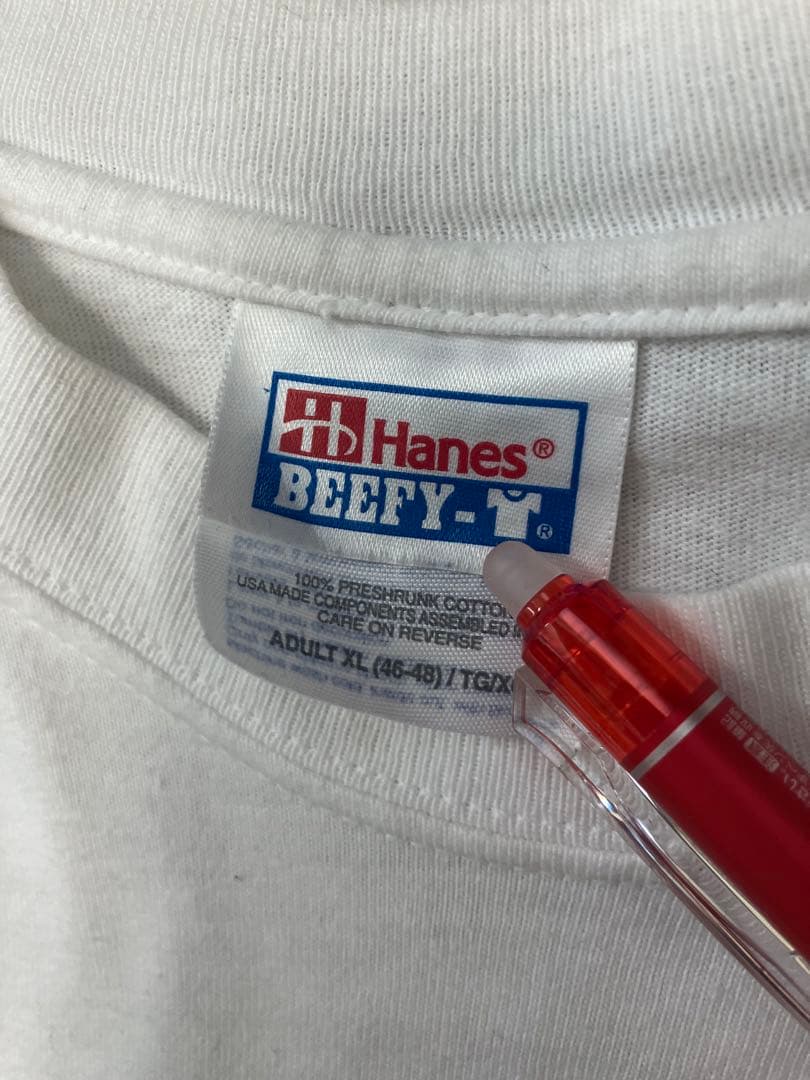 Hanes®
BEEFY-T®
100% PRESHRUNK COTTON
USA MADE COMPONENTS ASSEMBLED I
CARE ON REVERSE
ADULT XL (46-48) / TG/X